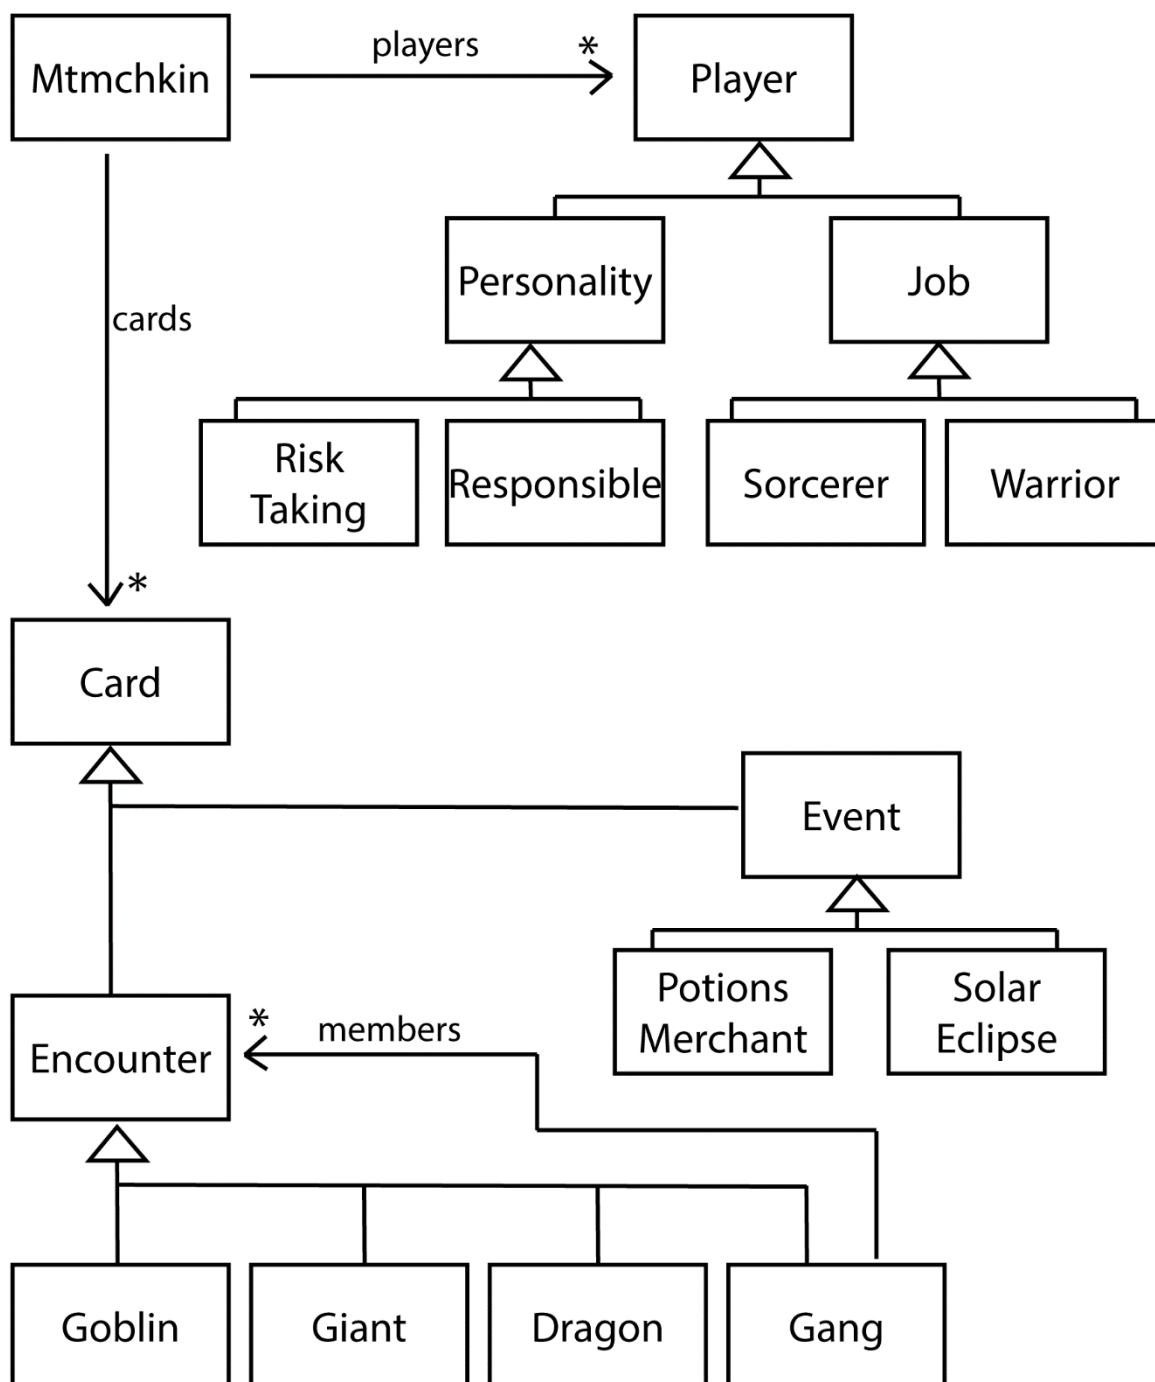 Mtmchkin
players
*
Player
Personality
Job
cards
Risk
Taking
Responsible
Sorcerer
Warrior
*
Card
Event
Potions
Merchant
Solar
Eclipse
Encounter
*
members
Goblin
Giant
Dragon
Gang